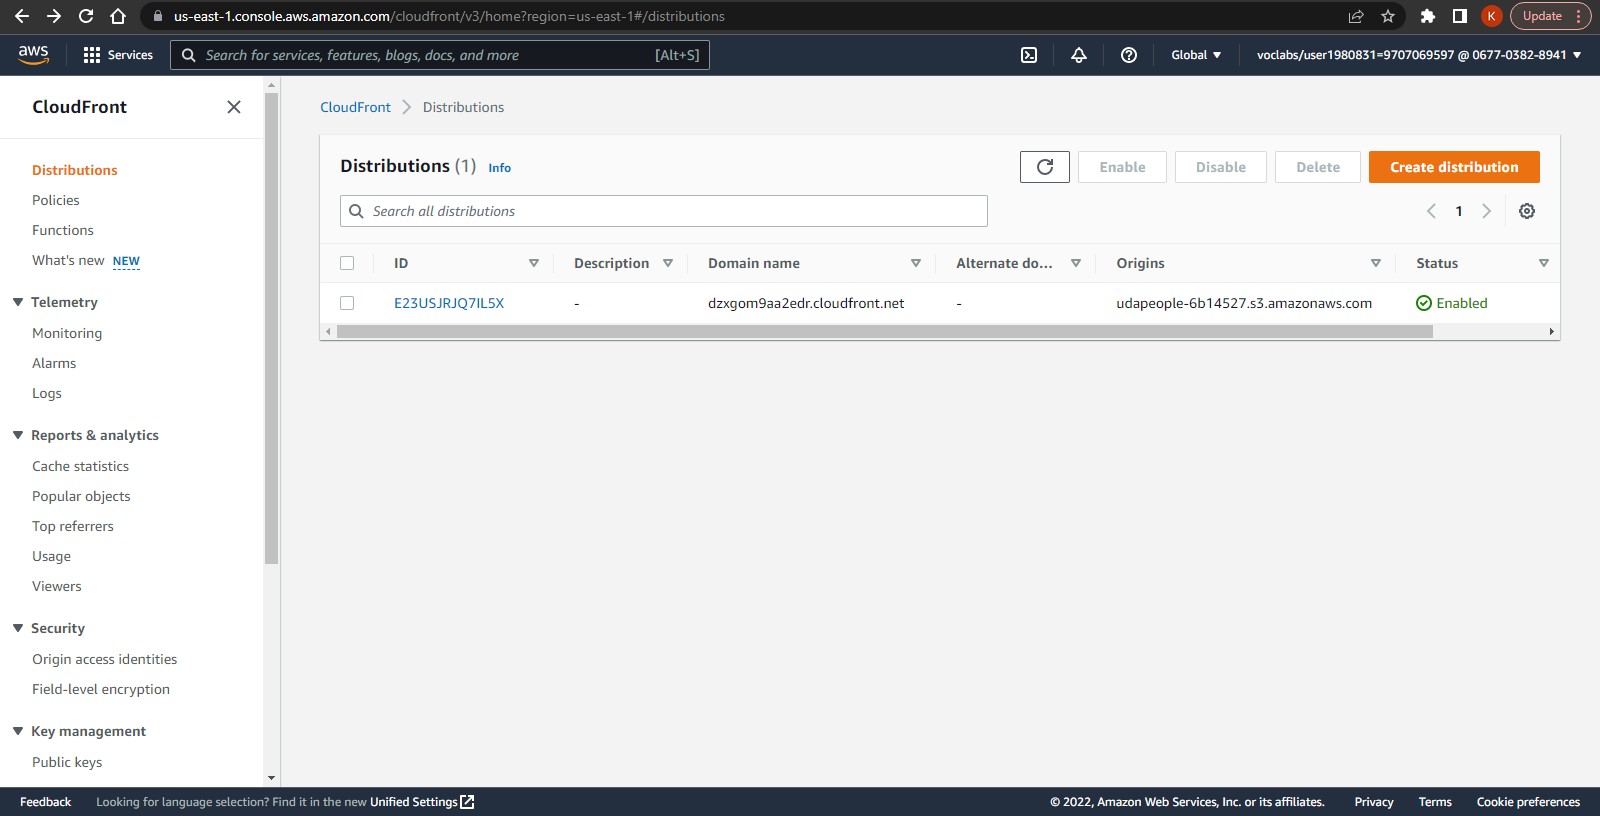 us-east-1.console.aws.amazon.com/cloudfront/v3/home?region=us-east-1#/distributions
K
Update
aws
Services
Search for services, features, blogs, docs, and more
[Alt+S]
Global
voclabs/user1980831=9707069597 @ 0677-0382-8941
CloudFront
Distributions
Policies
Functions
What's new NEW
Telemetry
Monitoring
Alarms
Logs
Reports & analytics
Cache statistics
Popular objects
Top referrers
Usage
Viewers
Security
Origin access identities
Field-level encryption
Key management
Public keys
CloudFront
Distributions
Distributions (1) Info
Enable
Disable
Delete
Create distribution
Search all distributions
1
ID
Description
Domain name
Alternate do...
Origins
Status
E23USJRJQ7IL5X
-
dzxgom9aa2edr.cloudfront.net
-
udapeople-6b14527.s3.amazonaws.com
Enabled
Feedback
Looking for language selection? Find it in the new Unified Settings
© 2022, Amazon Web Services, Inc. or its affiliates.
Privacy
Terms
Cookie preferences